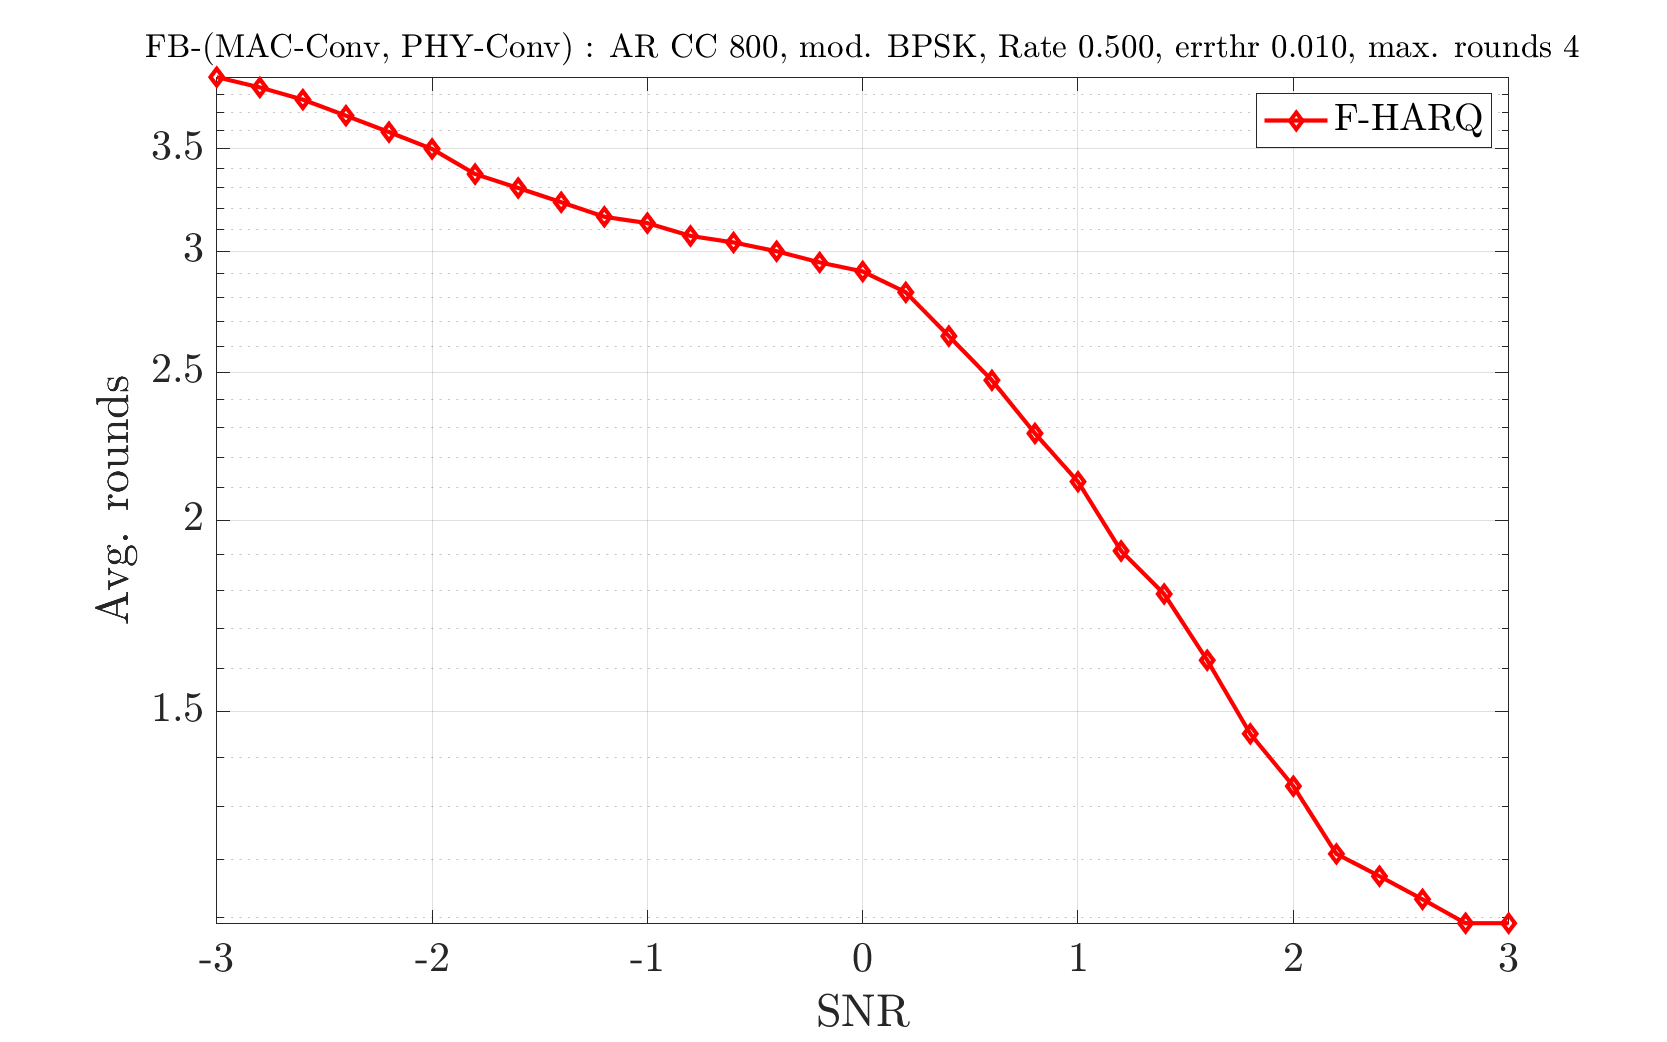 FB-(MAC-Conv, PHY-Conv) : AR CC 800, mod. BPSK, Rate 0.500, errthr 0.010, max. rounds 4
F-HARQ
3.5
3
2.5
2
1.5
Avg. rounds
-3 -2 -1 0 1 2 3
SNR